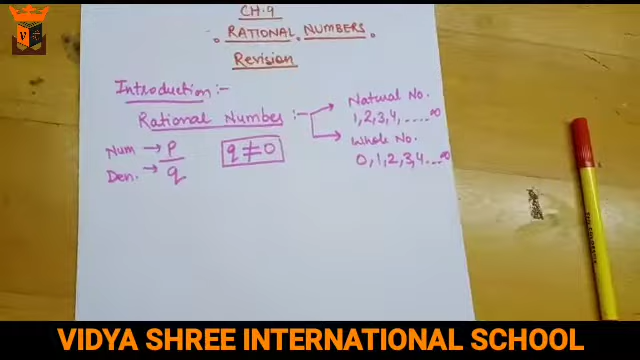 CH-9
RATIONAL NUMBERS.
Revision
Introduction :-
Rational Number :-
Natural No.
1,2,3,4, .....∞
Whole No.
0,1,2,3,4...∞
Num → p
Den. → q
q ≠ 0
VIDYA SHREE INTERNATIONAL SCHOOL